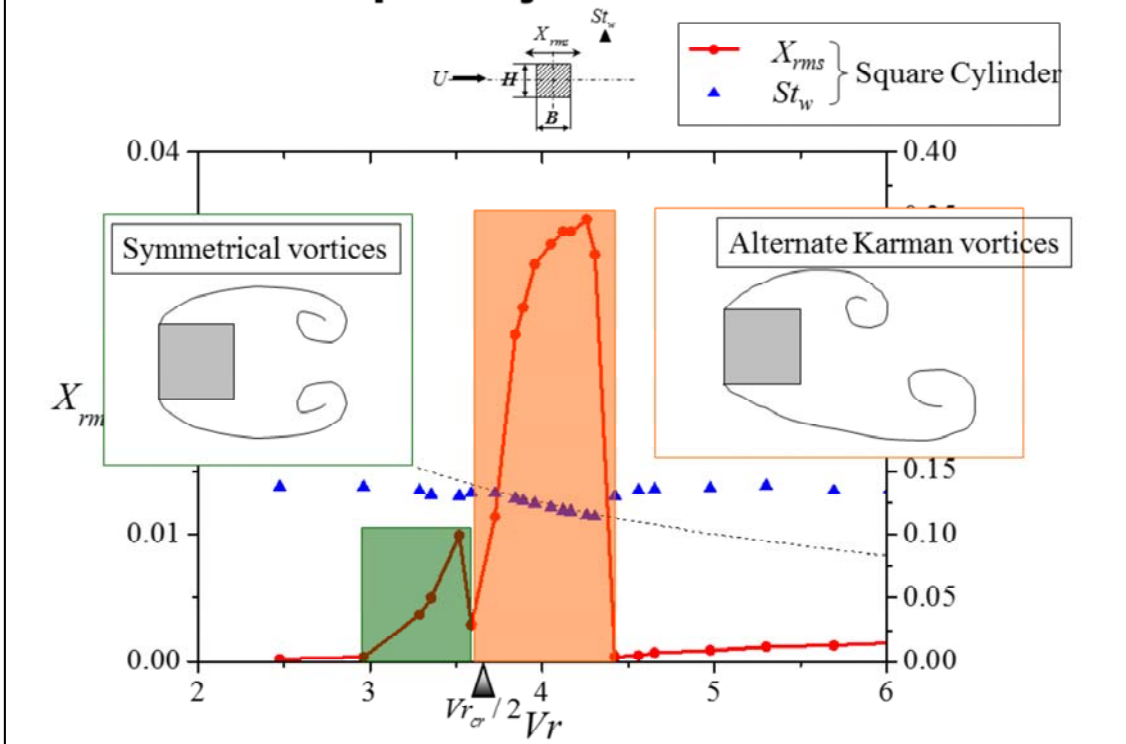 St_w
X_rms
U
H
B
X_rms
St_w
Square Cylinder
0.04
0.40
Symmetrical vortices
Alternate Karman vortices
X_rm
0.15
0.01
0.10
0.05
0.00
0.00
2
3
4
5
6
Vr_cr / 2
Vr